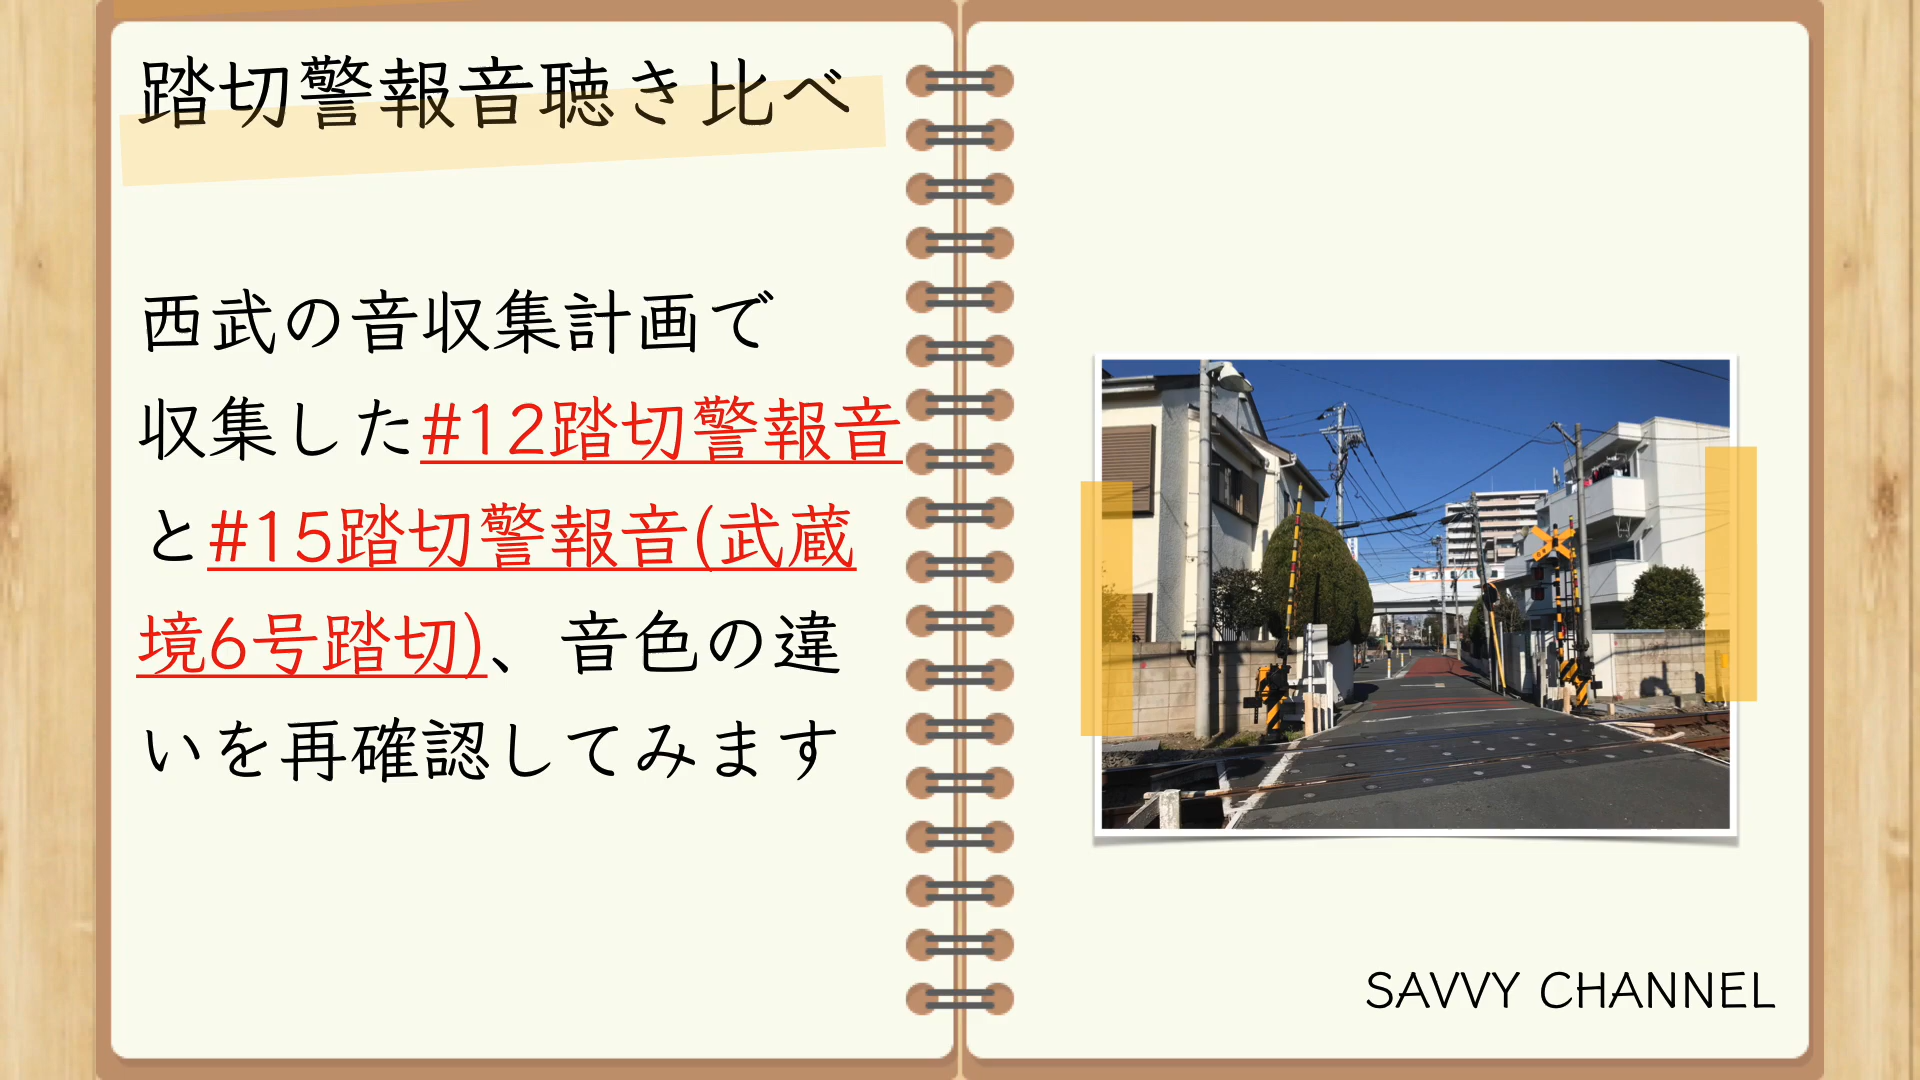 踏切警報音聴き比べ
西武の音収集計画で
収集した#12踏切警報音
と#15踏切警報音(武蔵
境6号踏切)、音色の違
いを再確認してみます
SAVVY CHANNEL